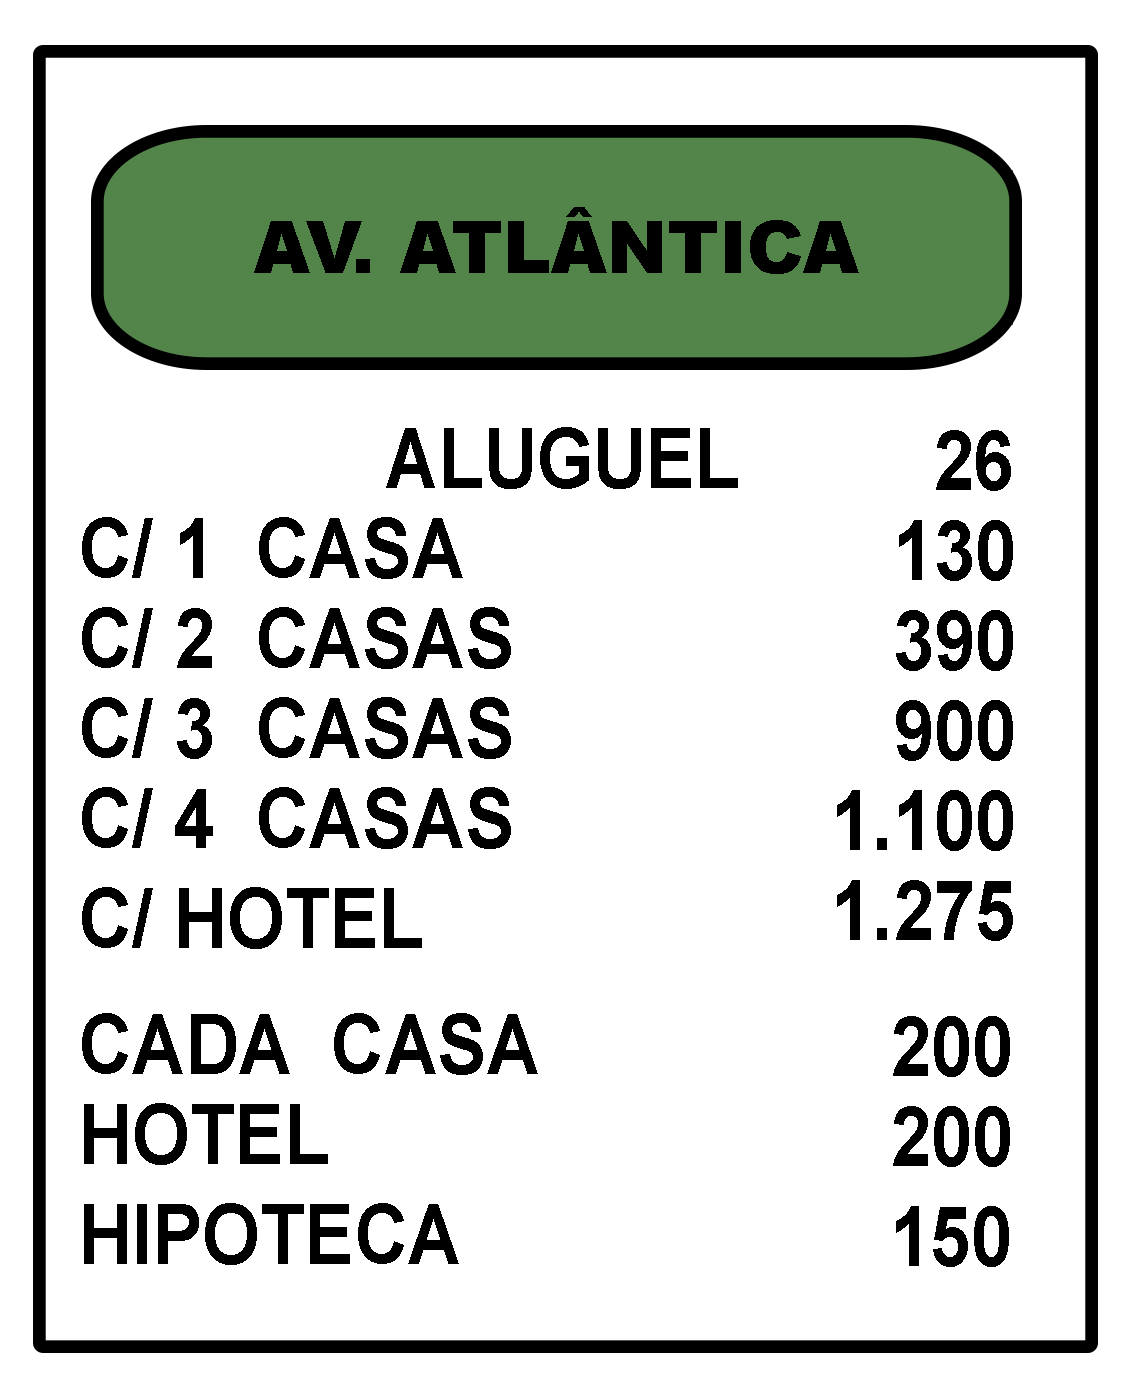 AV. ATLÂNTICA
ALUGUEL 26
C/ 1 CASA 130
C/ 2 CASAS 390
C/ 3 CASAS 900
C/ 4 CASAS 1.100
C/ HOTEL 1.275
CADA CASA 200
HOTEL 200
HIPOTECA 150